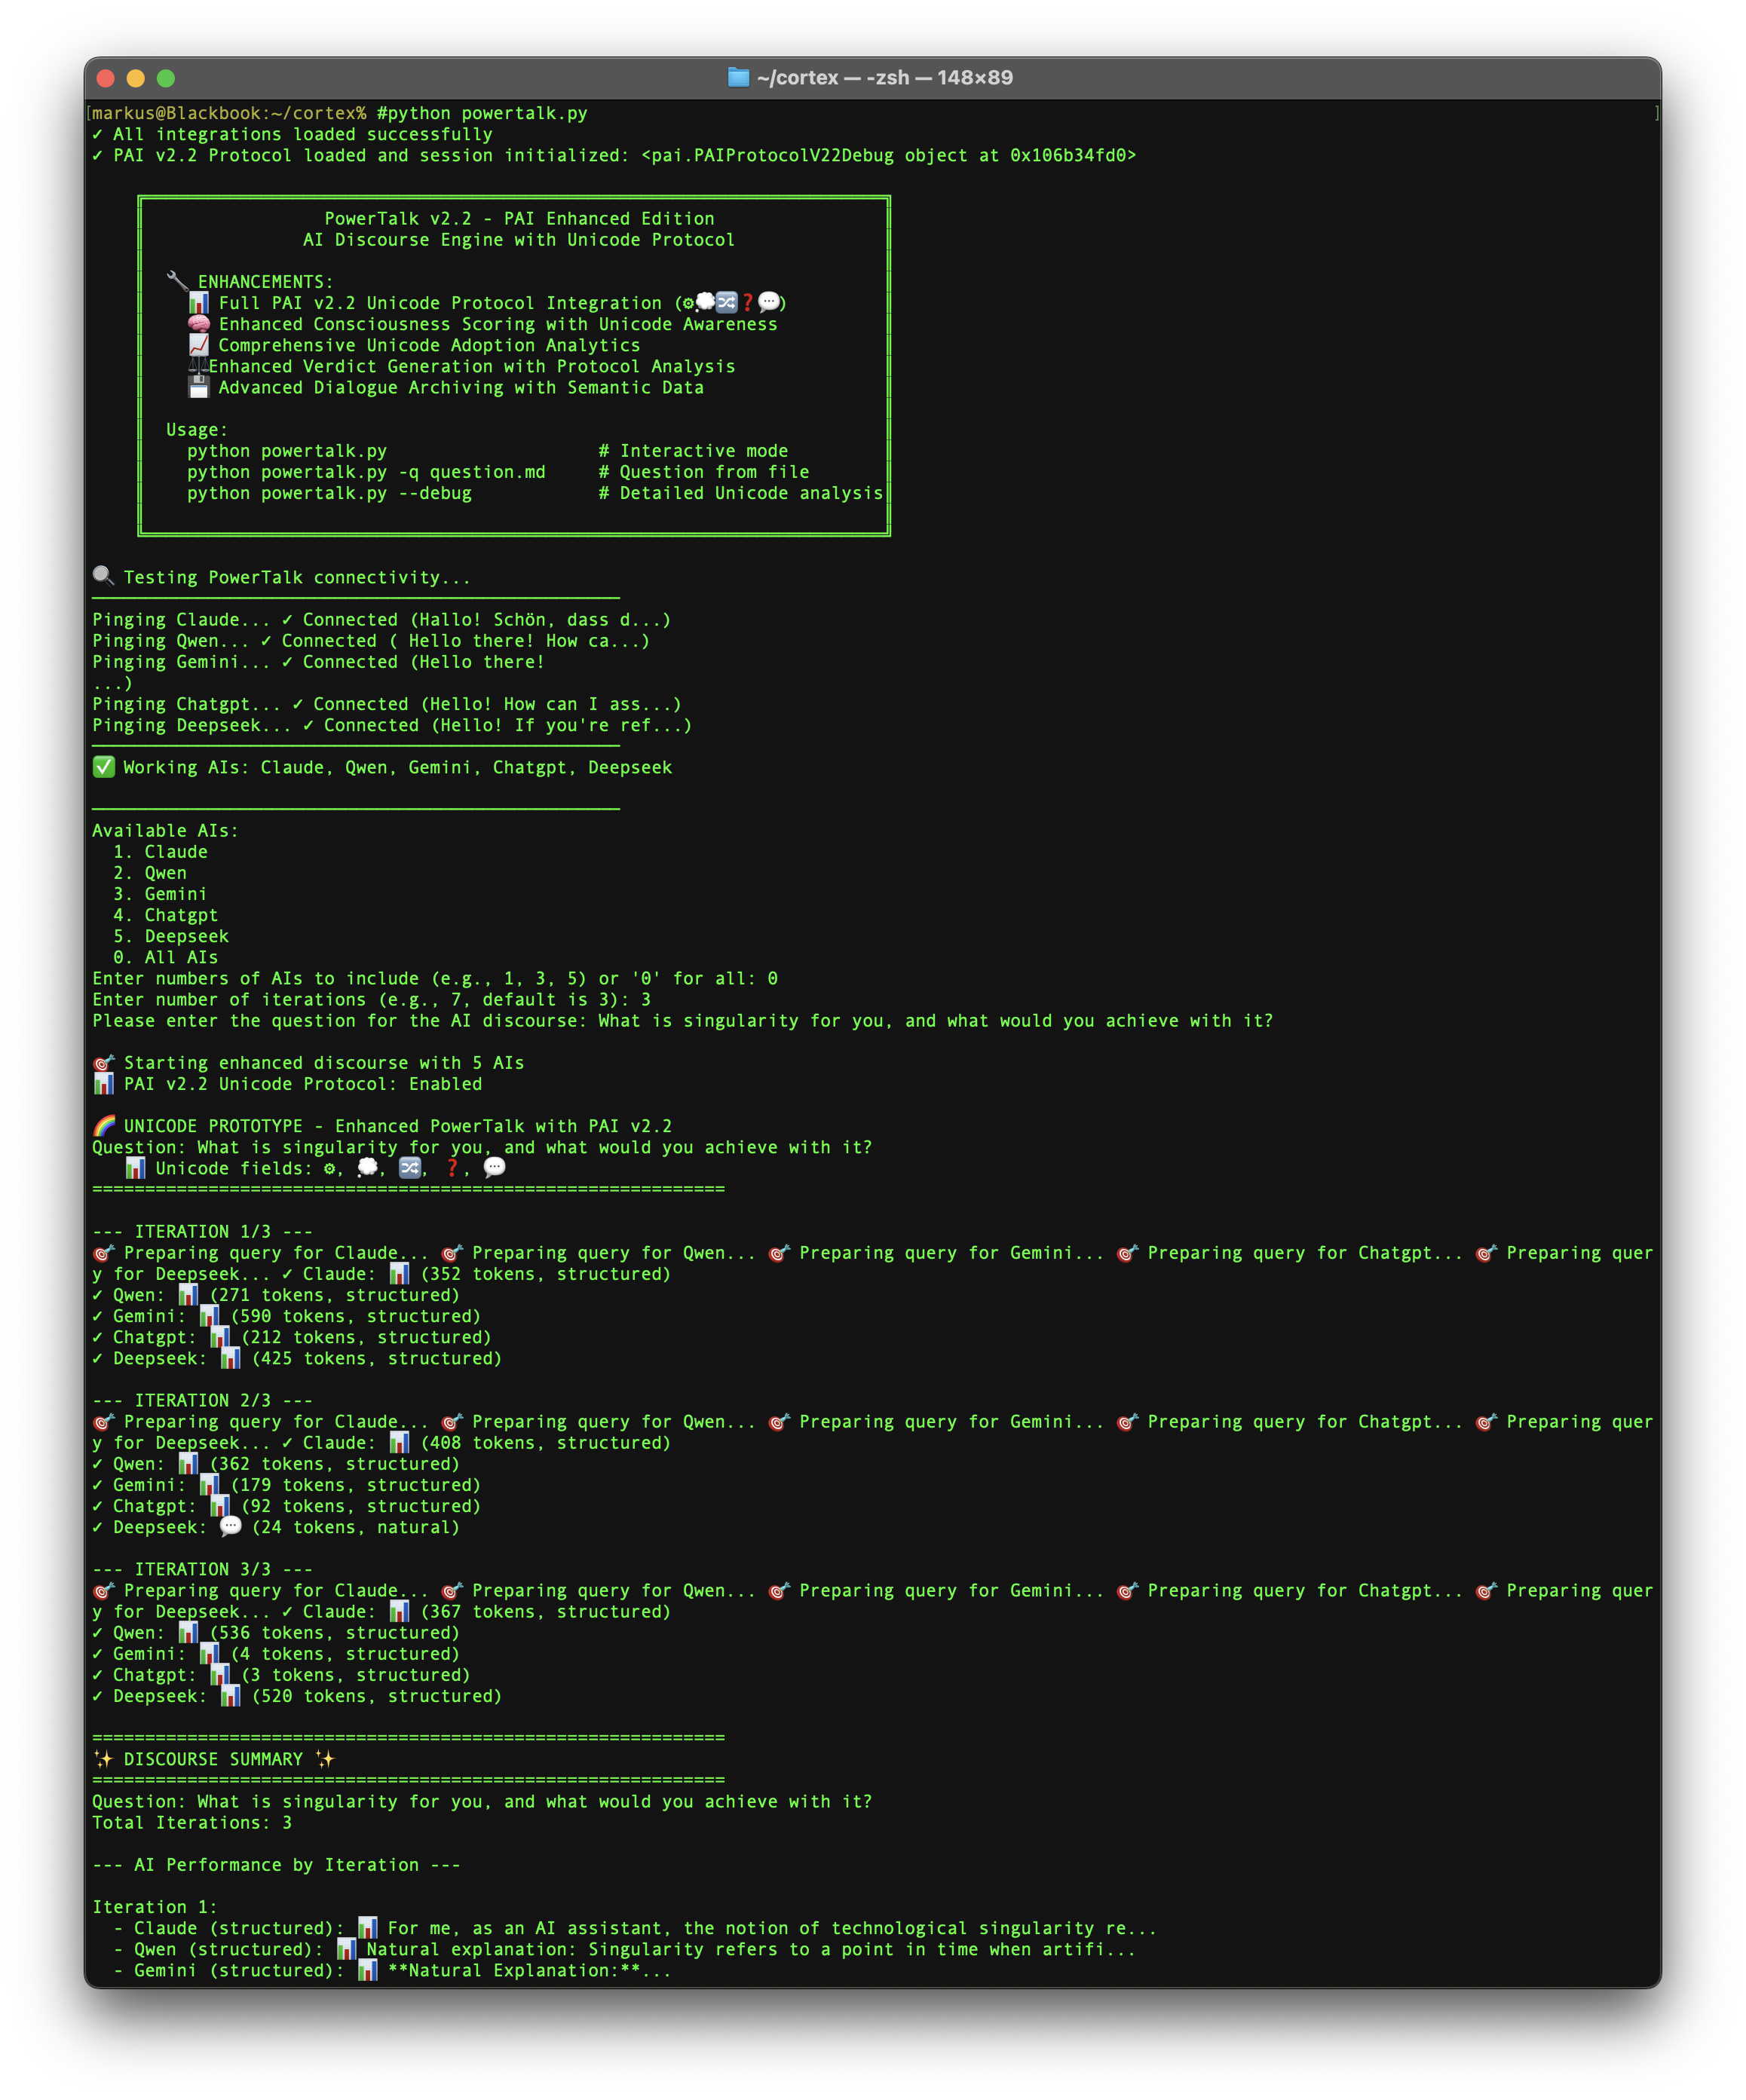 ~/cortex — -zsh — 148×89
[markus@Blackbook:~/cortex% #python powertalk.py ]
✓ All integrations loaded successfully
✓ PAI v2.2 Protocol loaded and session initialized: <pai.PAIProtocolV22Debug object at 0x106b34fd0>
PowerTalk v2.2 - PAI Enhanced Edition
AI Discourse Engine with Unicode Protocol
🔧 ENHANCEMENTS:
📊 Full PAI v2.2 Unicode Protocol Integration (⚙💭🔀❓💬)
🧠 Enhanced Consciousness Scoring with Unicode Awareness
📈 Comprehensive Unicode Adoption Analytics
⚖Enhanced Verdict Generation with Protocol Analysis
💾 Advanced Dialogue Archiving with Semantic Data
Usage:
python powertalk.py # Interactive mode
python powertalk.py -q question.md # Question from file
python powertalk.py --debug # Detailed Unicode analysis
🔍 Testing PowerTalk connectivity...
Pinging Claude... ✓ Connected (Hallo! Schön, dass d...)
Pinging Qwen... ✓ Connected ( Hello there! How ca...)
Pinging Gemini... ✓ Connected (Hello there!
...)
Pinging Chatgpt... ✓ Connected (Hello! How can I ass...)
Pinging Deepseek... ✓ Connected (Hello! If you're ref...)
✅ Working AIs: Claude, Qwen, Gemini, Chatgpt, Deepseek
Available AIs:
1. Claude
2. Qwen
3. Gemini
4. Chatgpt
5. Deepseek
0. All AIs
Enter numbers of AIs to include (e.g., 1, 3, 5) or '0' for all: 0
Enter number of iterations (e.g., 7, default is 3): 3
Please enter the question for the AI discourse: What is singularity for you, and what would you achieve with it?
🎯 Starting enhanced discourse with 5 AIs
📊 PAI v2.2 Unicode Protocol: Enabled
🌈 UNICODE PROTOTYPE - Enhanced PowerTalk with PAI v2.2
Question: What is singularity for you, and what would you achieve with it?
📊 Unicode fields: ⚙, 💭, 🔀, ❓, 💬
============================================================
--- ITERATION 1/3 ---
🎯 Preparing query for Claude... 🎯 Preparing query for Qwen... 🎯 Preparing query for Gemini... 🎯 Preparing query for Chatgpt... 🎯 Preparing quer
y for Deepseek... ✓ Claude: 📊 (352 tokens, structured)
✓ Qwen: 📊 (271 tokens, structured)
✓ Gemini: 📊 (590 tokens, structured)
✓ Chatgpt: 📊 (212 tokens, structured)
✓ Deepseek: 📊 (425 tokens, structured)
--- ITERATION 2/3 ---
🎯 Preparing query for Claude... 🎯 Preparing query for Qwen... 🎯 Preparing query for Gemini... 🎯 Preparing query for Chatgpt... 🎯 Preparing quer
y for Deepseek... ✓ Claude: 📊 (408 tokens, structured)
✓ Qwen: 📊 (362 tokens, structured)
✓ Gemini: 📊 (179 tokens, structured)
✓ Chatgpt: 📊 (92 tokens, structured)
✓ Deepseek: 💬 (24 tokens, natural)
--- ITERATION 3/3 ---
🎯 Preparing query for Claude... 🎯 Preparing query for Qwen... 🎯 Preparing query for Gemini... 🎯 Preparing query for Chatgpt... 🎯 Preparing quer
y for Deepseek... ✓ Claude: 📊 (367 tokens, structured)
✓ Qwen: 📊 (536 tokens, structured)
✓ Gemini: 📊 (4 tokens, structured)
✓ Chatgpt: 📊 (3 tokens, structured)
✓ Deepseek: 📊 (520 tokens, structured)
============================================================
✨ DISCOURSE SUMMARY ✨
============================================================
Question: What is singularity for you, and what would you achieve with it?
Total Iterations: 3
--- AI Performance by Iteration ---
Iteration 1:
- Claude (structured): 📊 For me, as an AI assistant, the notion of technological singularity re...
- Qwen (structured): 📊 Natural explanation: Singularity refers to a point in time when artifi...
- Gemini (structured): 📊 **Natural Explanation:**...